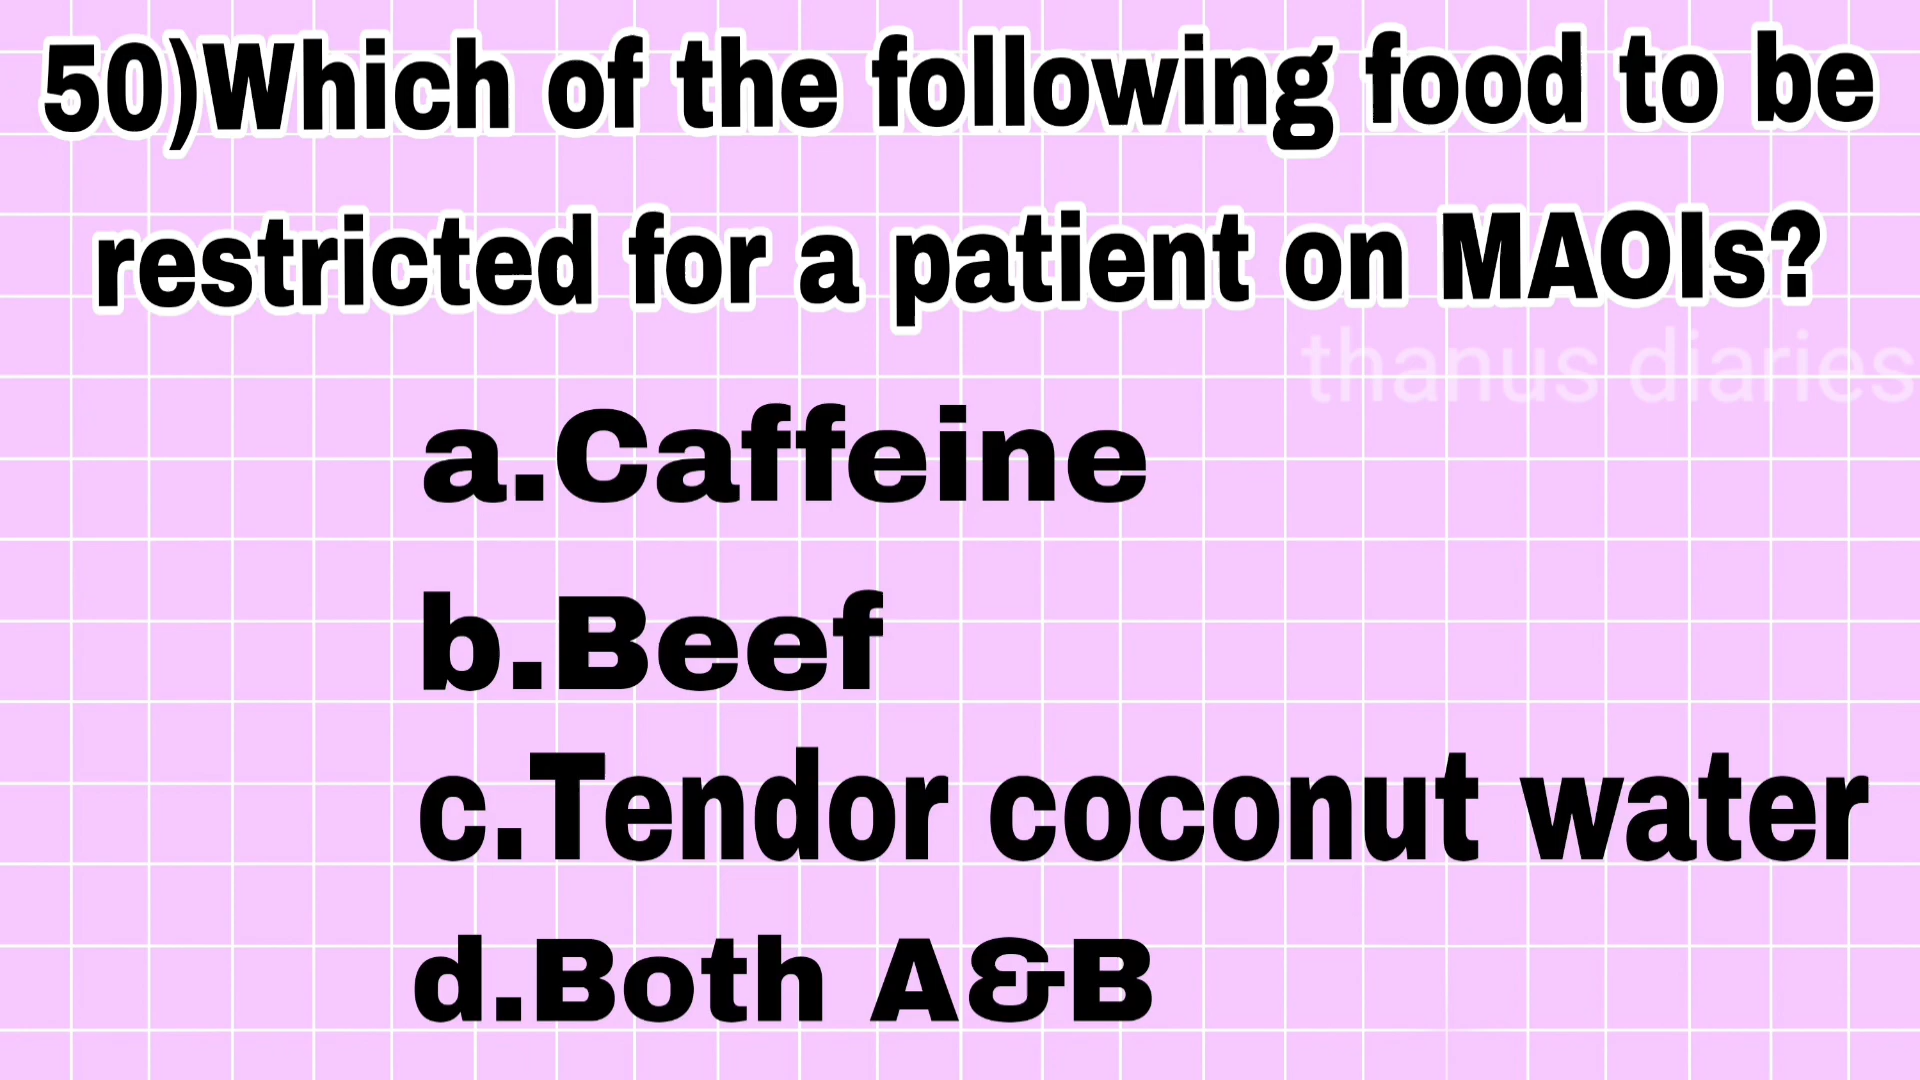 50)Which of the following food to be
restricted for a patient on MAOIs?
thanus diaries
a.Caffeine
b.Beef
c.Tendor coconut water
d.Both A&B